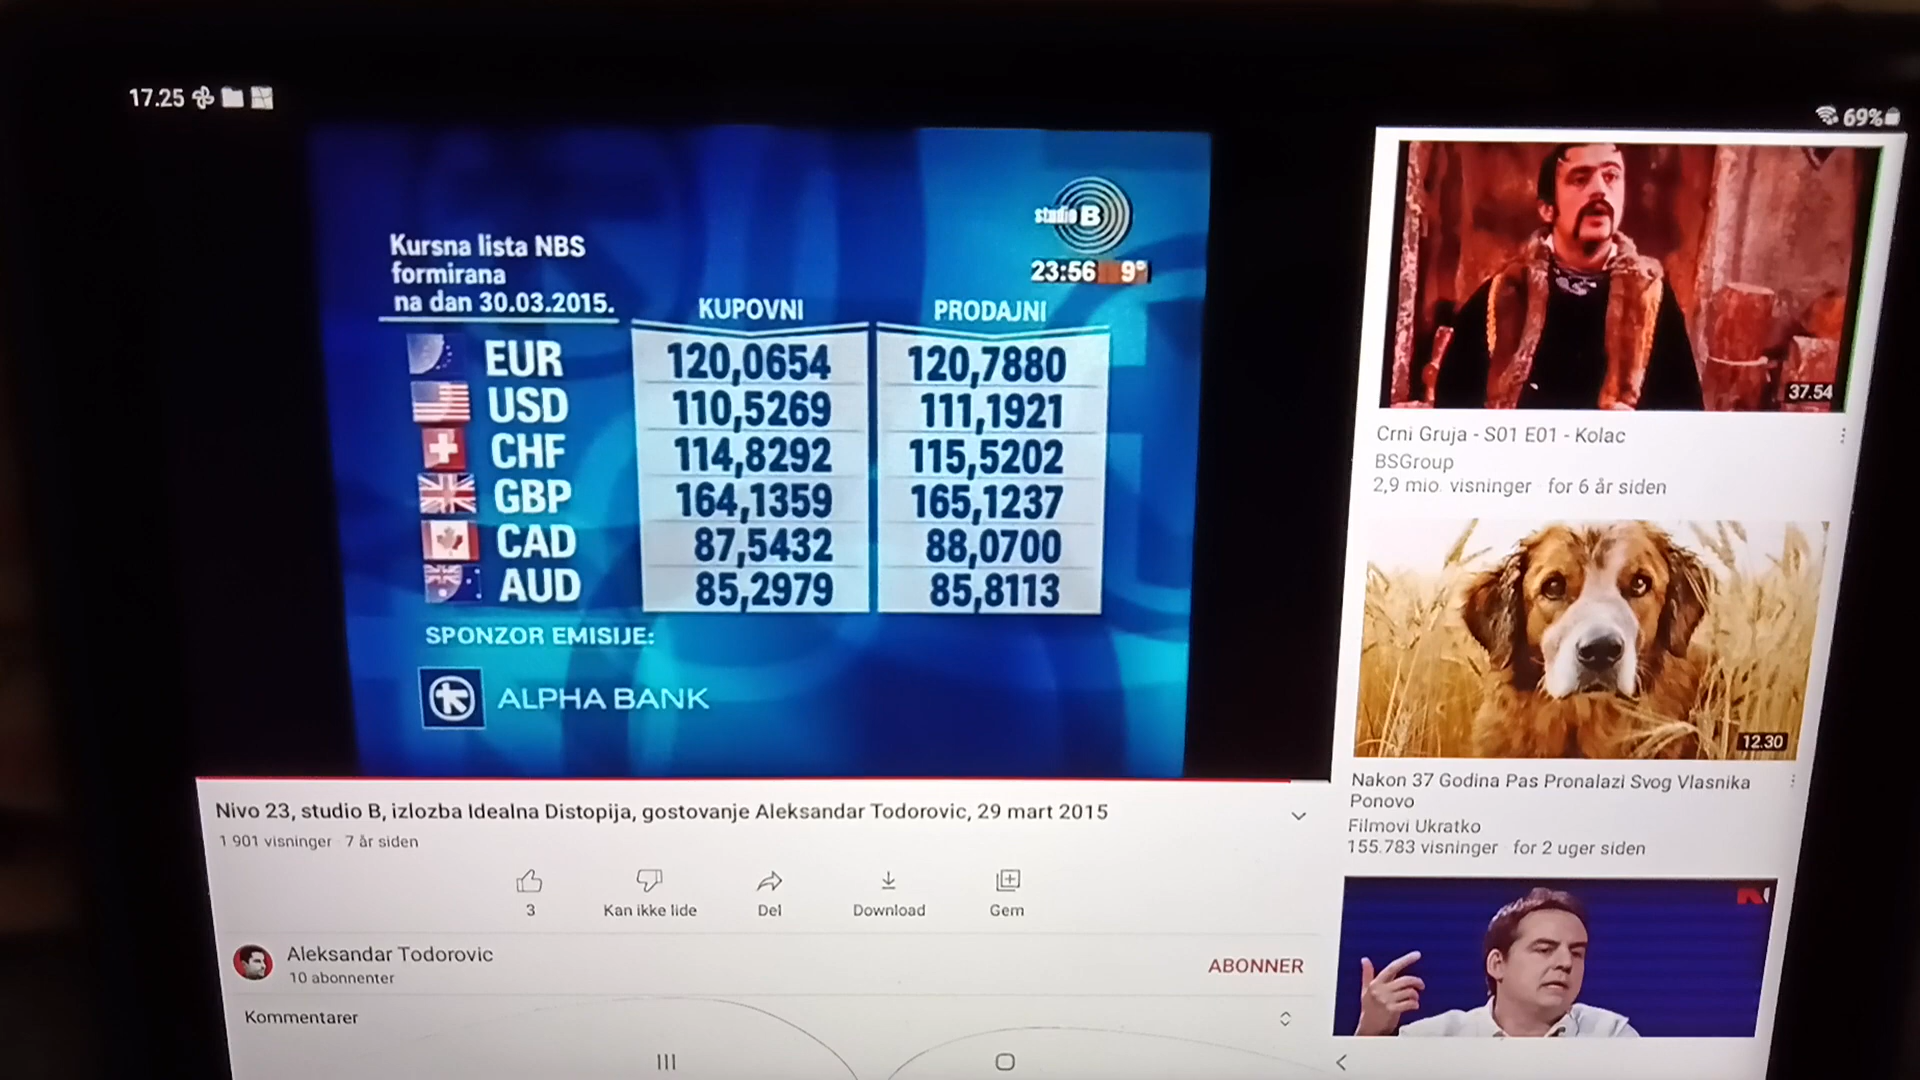 17.25
69%
studio B
23:56 9°
Kursna lista NBS
formirana
na dan 30.03.2015.
KUPOVNI PRODAJNI
EUR 120,0654 120,7880
USD 110,5269 111,1921
CHF 114,8292 115,5202
GBP 164,1359 165,1237
CAD 87,5432 88,0700
AUD 85,2979 85,8113
SPONZOR EMISIJE:
ALPHA BANK
Nivo 23, studio B, izlozba Idealna Distopija, gostovanje Aleksandar Todorovic, 29 mart 2015
1 901 visninger 7 år siden
3 Kan ikke lide Del Download Gem
Aleksandar Todorovic
10 abonnenter
ABONNER
Kommentarer
37.54
Crni Gruja - S01 E01 - Kolac
BSGroup
2,9 mio. visninger for 6 år siden
12.30
Nakon 37 Godina Pas Pronalazi Svog Vlasnika
Ponovo
Filmovi Ukratko
155.783 visninger for 2 uger siden